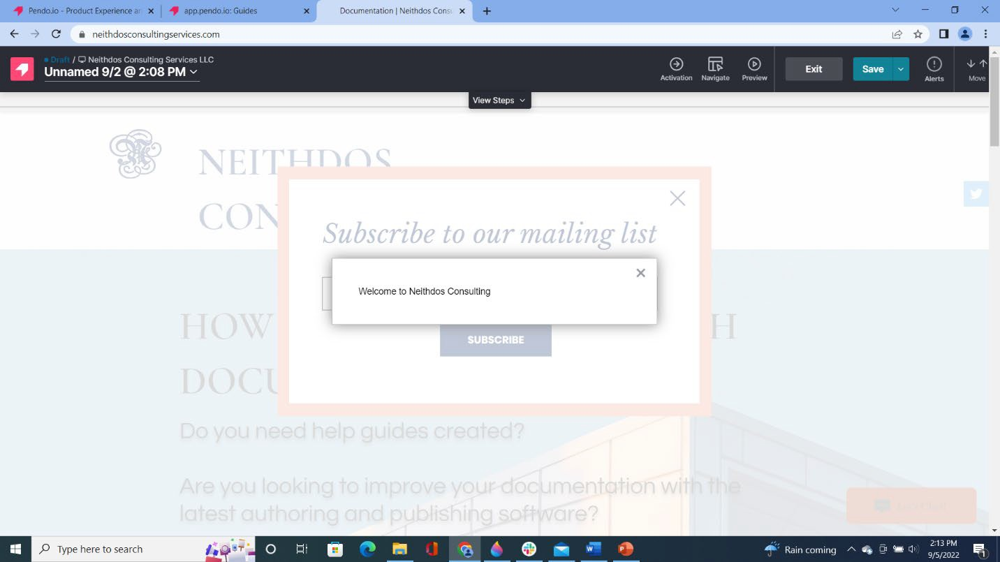 Pendo.io - Product Experience an
app.pendo.io: Guides
Documentation | Neithdos Consu
neithdosconsultingservices.com
Draft / Neithdos Consulting Services LLC
Unnamed 9/2 @ 2:08 PM
Activation
Navigate
Preview
Exit
Save
Alerts
Move
View Steps
NEITHDOS
CON
Subscribe to our mailing list
Welcome to Neithdos Consulting
SUBSCRIBE
HOW
H
DOCU
Do you need help guides created?
Are you looking to improve your documentation with the
latest authoring and publishing software?
Type here to search
Rain coming
2:13 PM
9/5/2022
1